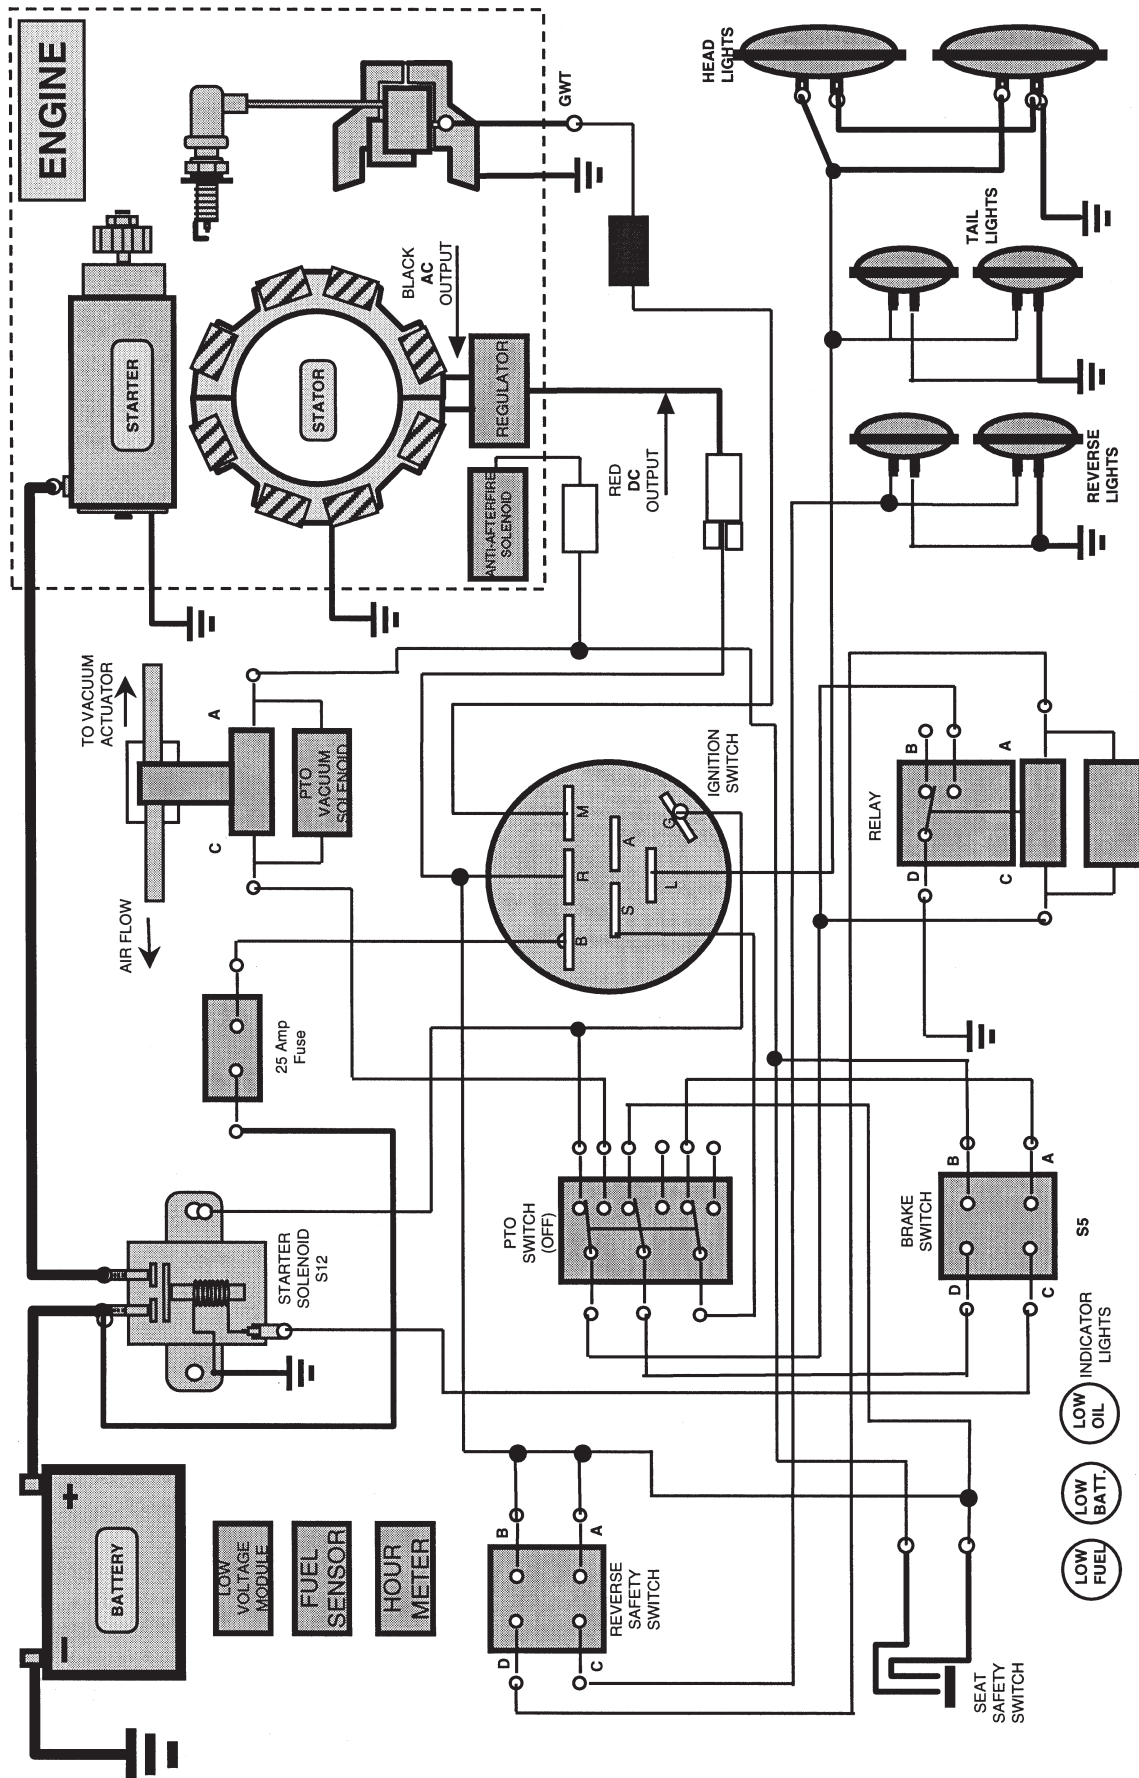 ENGINE
STARTER
STATOR
BLACK
AC
OUTPUT
REGULATOR
ANTI-AFTERFIRE
SOLENOID
GWT
RED
DC
OUTPUT
HEAD
LIGHTS
TAIL
LIGHTS
REVERSE
LIGHTS
TO VACUUM
ACTUATOR
AIR FLOW
A
C
PTO
VACUUM
SOLENOID
25 Amp
Fuse
IGNITION
SWITCH
M
R
B
A
S
L
G
RELAY
B
A
D
C
STARTER
SOLENOID
S12
PTO
SWITCH
(OFF)
BRAKE
SWITCH
S5
B
A
D
C
BATTERY
+
–
LOW
VOLTAGE
MODULE
FUEL
SENSOR
HOUR
METER
REVERSE
SAFETY
SWITCH
B
A
D
C
SEAT
SAFETY
SWITCH
INDICATOR
LIGHTS
LOW
OIL
LOW
BATT.
LOW
FUEL